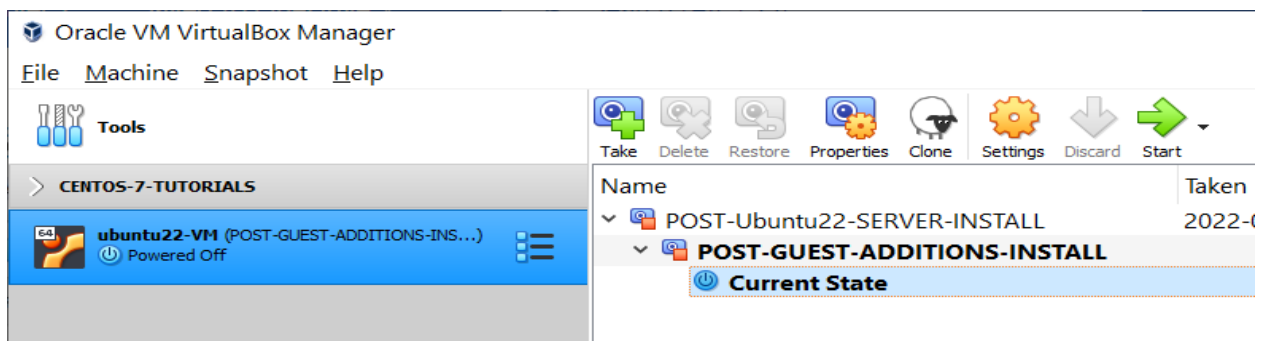 Oracle VM VirtualBox Manager
File Machine Snapshot Help
Tools
Take Delete Restore Properties Clone Settings Discard Start
CENTOS-7-TUTORIALS
Name Taken
64 ubuntu22-VM (POST-GUEST-ADDITIONS-INS...)
Powered Off
POST-Ubuntu22-SERVER-INSTALL 2022-
POST-GUEST-ADDITIONS-INSTALL
Current State